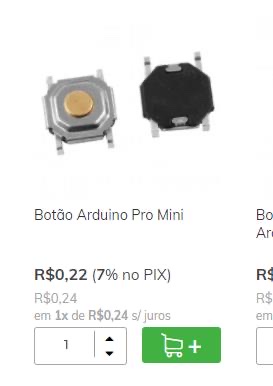 Botão Arduino Pro Mini
Bo
Ar
R$0,22 (7% no PIX)
R$
R$0,24
R$
em 1x de R$0,24 s/ juros
em
1
+